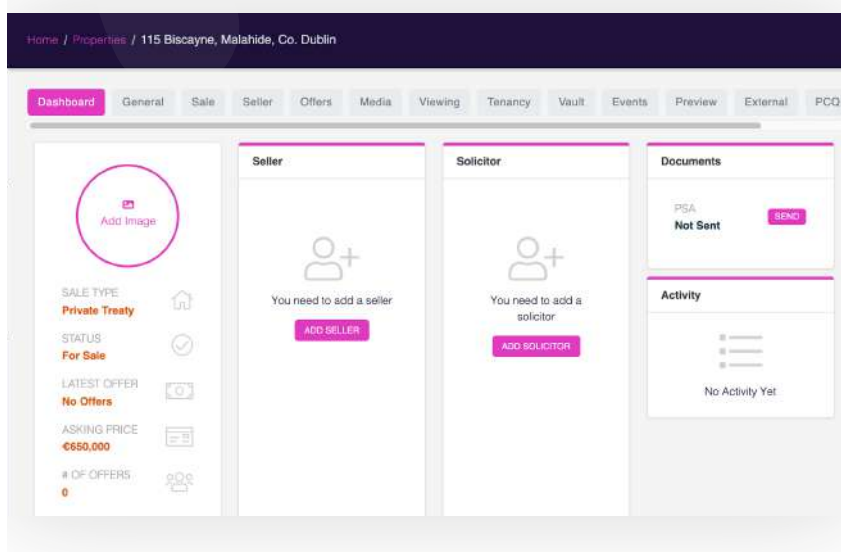 Home / Properties / 115 Biscayne, Malahide, Co. Dublin
Dashboard General Sale Seller Offers Media Viewing Tenancy Vault Events Preview External PCQ
Add Image
SALE TYPE
Private Treaty
STATUS
For Sale
LATEST OFFER
No Offers
ASKING PRICE
€650,000
# OF OFFERS
0
Seller
You need to add a seller
ADD SELLER
Solicitor
You need to add a
solicitor
ADD SOLICITOR
Documents
PSA
Not Sent
SEND
Activity
No Activity Yet